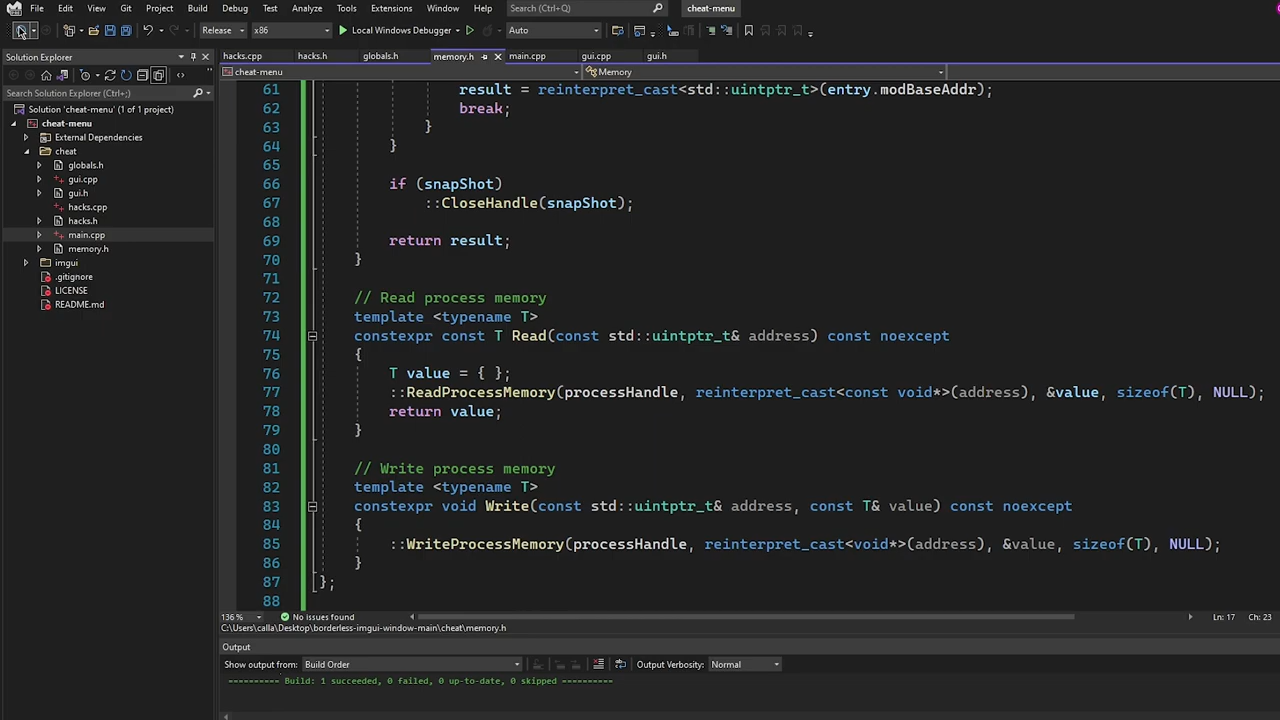 File Edit View Git Project Build Debug Test Analyze Tools Extensions Window Help Search (Ctrl+Q) cheat-menu
Release x86 Local Windows Debugger Auto
Solution Explorer
hacks.cpp hacks.h globals.h memory.h main.cpp gui.cpp gui.h
cheat-menu Memory
Search Solution Explorer (Ctrl+;)
Solution 'cheat-menu' (1 of 1 project)
cheat-menu
External Dependencies
cheat
globals.h
gui.cpp
gui.h
hacks.cpp
hacks.h
main.cpp
memory.h
imgui
.gitignore
LICENSE
README.md
61 result = reinterpret_cast<std::uintptr_t>(entry.modBaseAddr);
62 break;
63 }
64 }
65
66 if (snapShot)
67 ::CloseHandle(snapShot);
68
69 return result;
70 }
71
72 // Read process memory
73 template <typename T>
74 constexpr const T Read(const std::uintptr_t& address) const noexcept
75 {
76 T value = { };
77 ::ReadProcessMemory(processHandle, reinterpret_cast<const void*>(address), &value, sizeof(T), NULL);
78 return value;
79 }
80
81 // Write process memory
82 template <typename T>
83 constexpr void Write(const std::uintptr_t& address, const T& value) const noexcept
84 {
85 ::WriteProcessMemory(processHandle, reinterpret_cast<void*>(address), &value, sizeof(T), NULL);
86 }
87 };
88
136 % No issues found Ln: 17 Ch: 23
C:\Users\calla\Desktop\borderless-imgui-window-main\cheat\memory.h
Output
Show output from: Build Order Output Verbosity: Normal
========== Build: 1 succeeded, 0 failed, 0 up-to-date, 0 skipped ==========